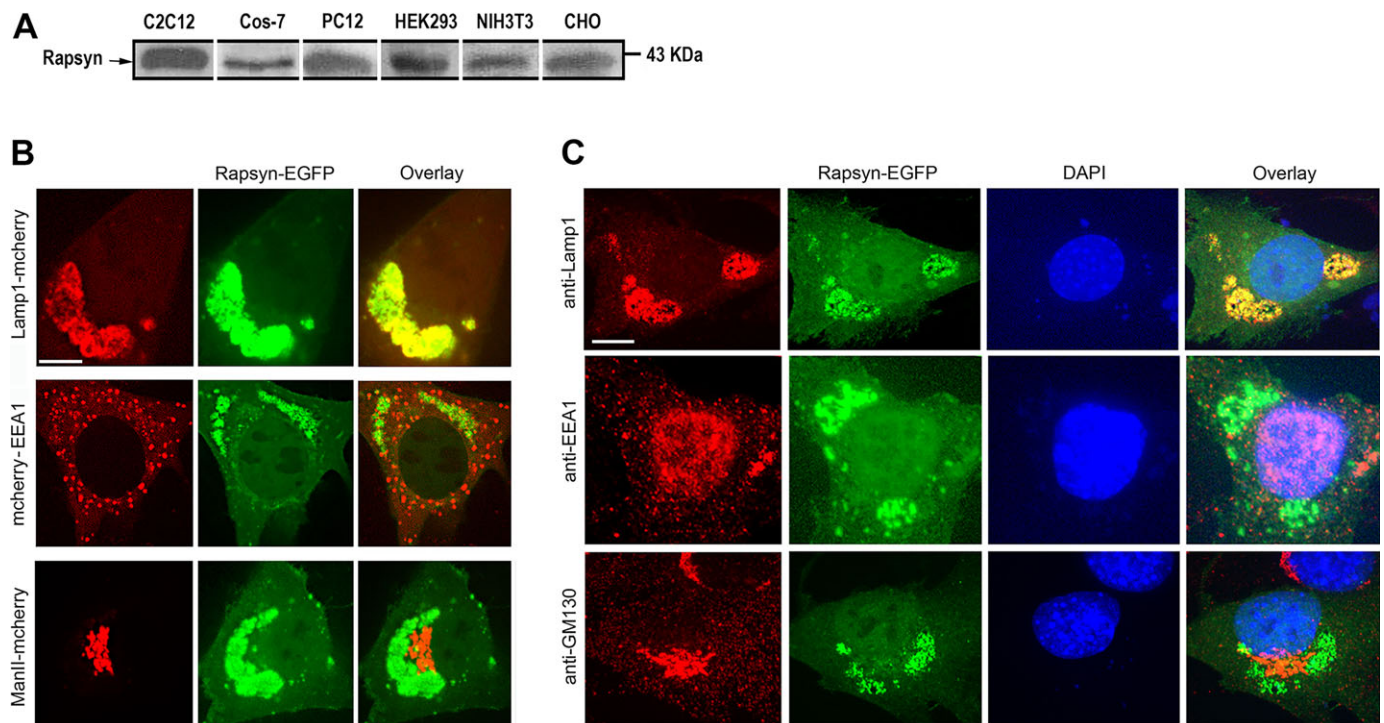 A
C2C12 Cos-7 PC12 HEK293 NIH3T3 CHO
Rapsyn
43 KDa
B
Rapsyn-EGFP Overlay
Lamp1-mcherry
mcherry-EEA1
ManII-mcherry
C
Rapsyn-EGFP DAPI Overlay
anti-Lamp1
anti-EEA1
anti-GM130